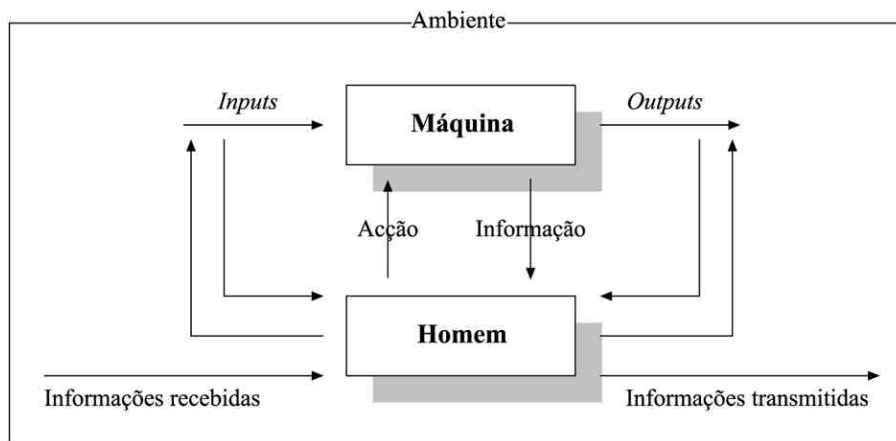 Ambiente
Inputs
Máquina
Outputs
Acção
Informação
Homem
Informações recebidas
Informações transmitidas